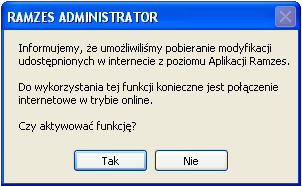 RAMZES ADMINISTRATOR
Informujemy, że umożliwiliśmy pobieranie modyfikacji
udostępnionych w internecie z poziomu Aplikacji Ramzes.
Do wykorzystania tej funkcji konieczne jest połączenie
internetowe w trybie online.
Czy aktywować funkcję?
Tak
Nie